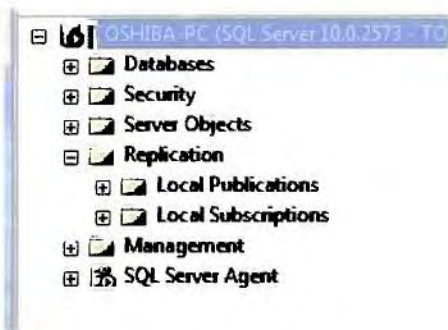 TOSHIBA-PC (SQL Server 10.0.2573 - TO
Databases
Security
Server Objects
Replication
Local Publications
Local Subscriptions
Management
SQL Server Agent